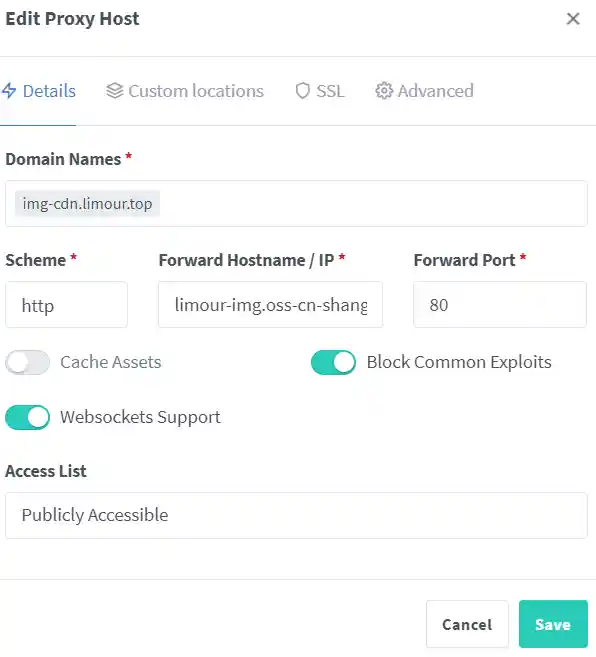 Edit Proxy Host
Details Custom locations SSL Advanced
Domain Names *
img-cdn.limour.top
Scheme * Forward Hostname / IP * Forward Port *
http limour-img.oss-cn-shang 80
Cache Assets Block Common Exploits
Websockets Support
Access List
Publicly Accessible
Cancel Save